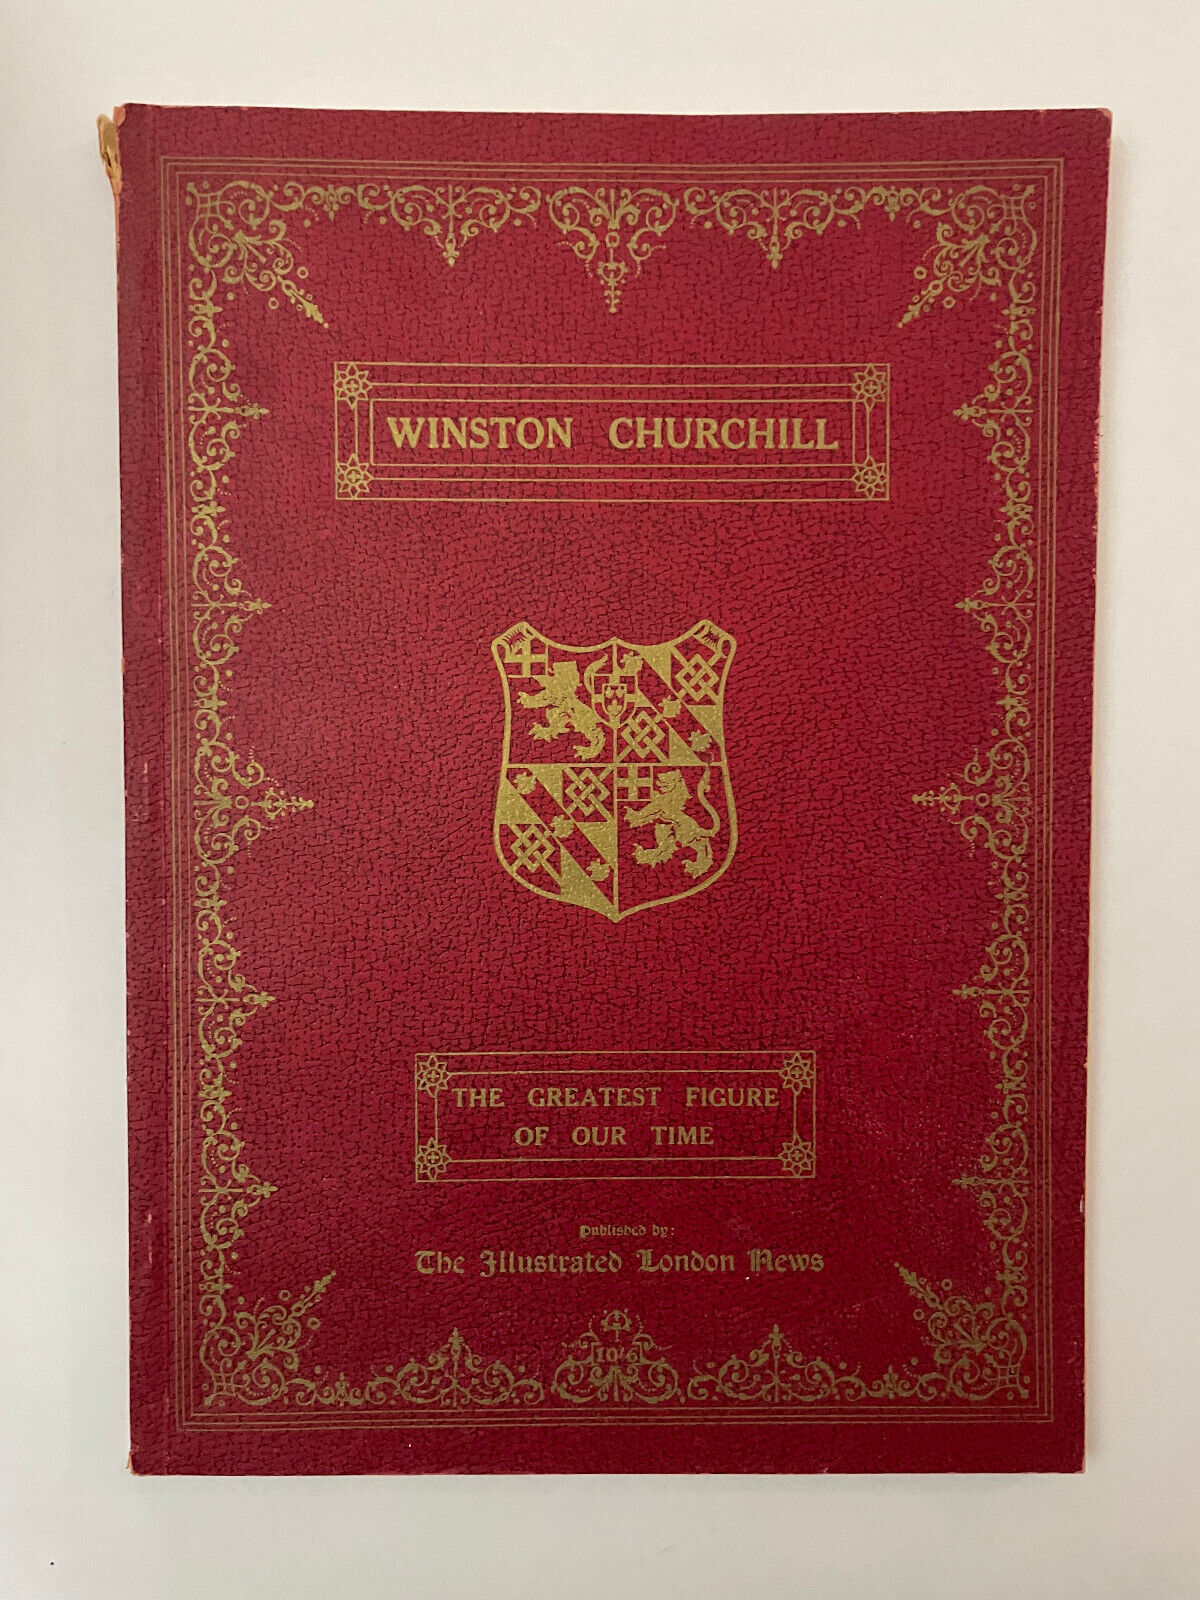 WINSTON CHURCHILL
THE GREATEST FIGURE
OF OUR TIME
Published by:
The Illustrated London News
10/6